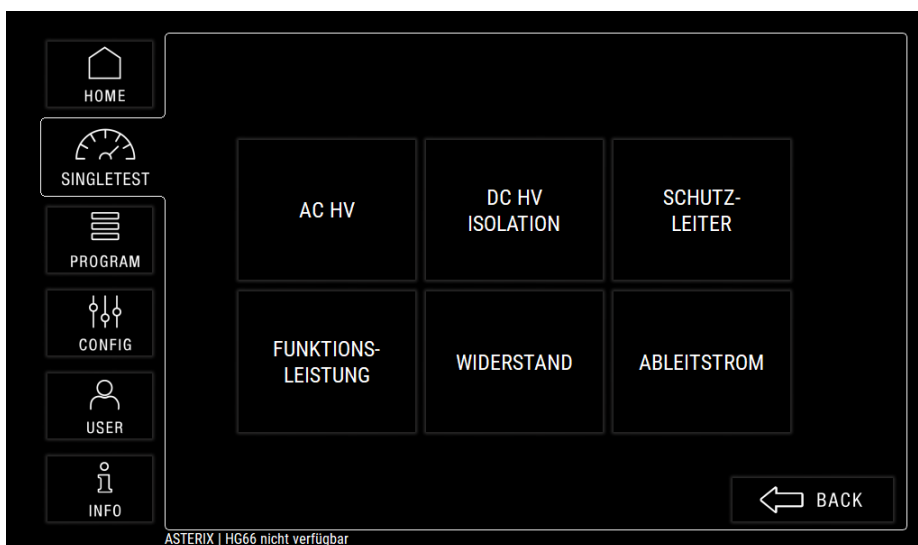 HOME
SINGLETEST
PROGRAM
CONFIG
USER
INFO
AC HV
DC HV
ISOLATION
SCHUTZ-
LEITER
FUNKTIONS-
LEISTUNG
WIDERSTAND
ABLEITSTROM
BACK
ASTERIX | HG66 nicht verfügbar